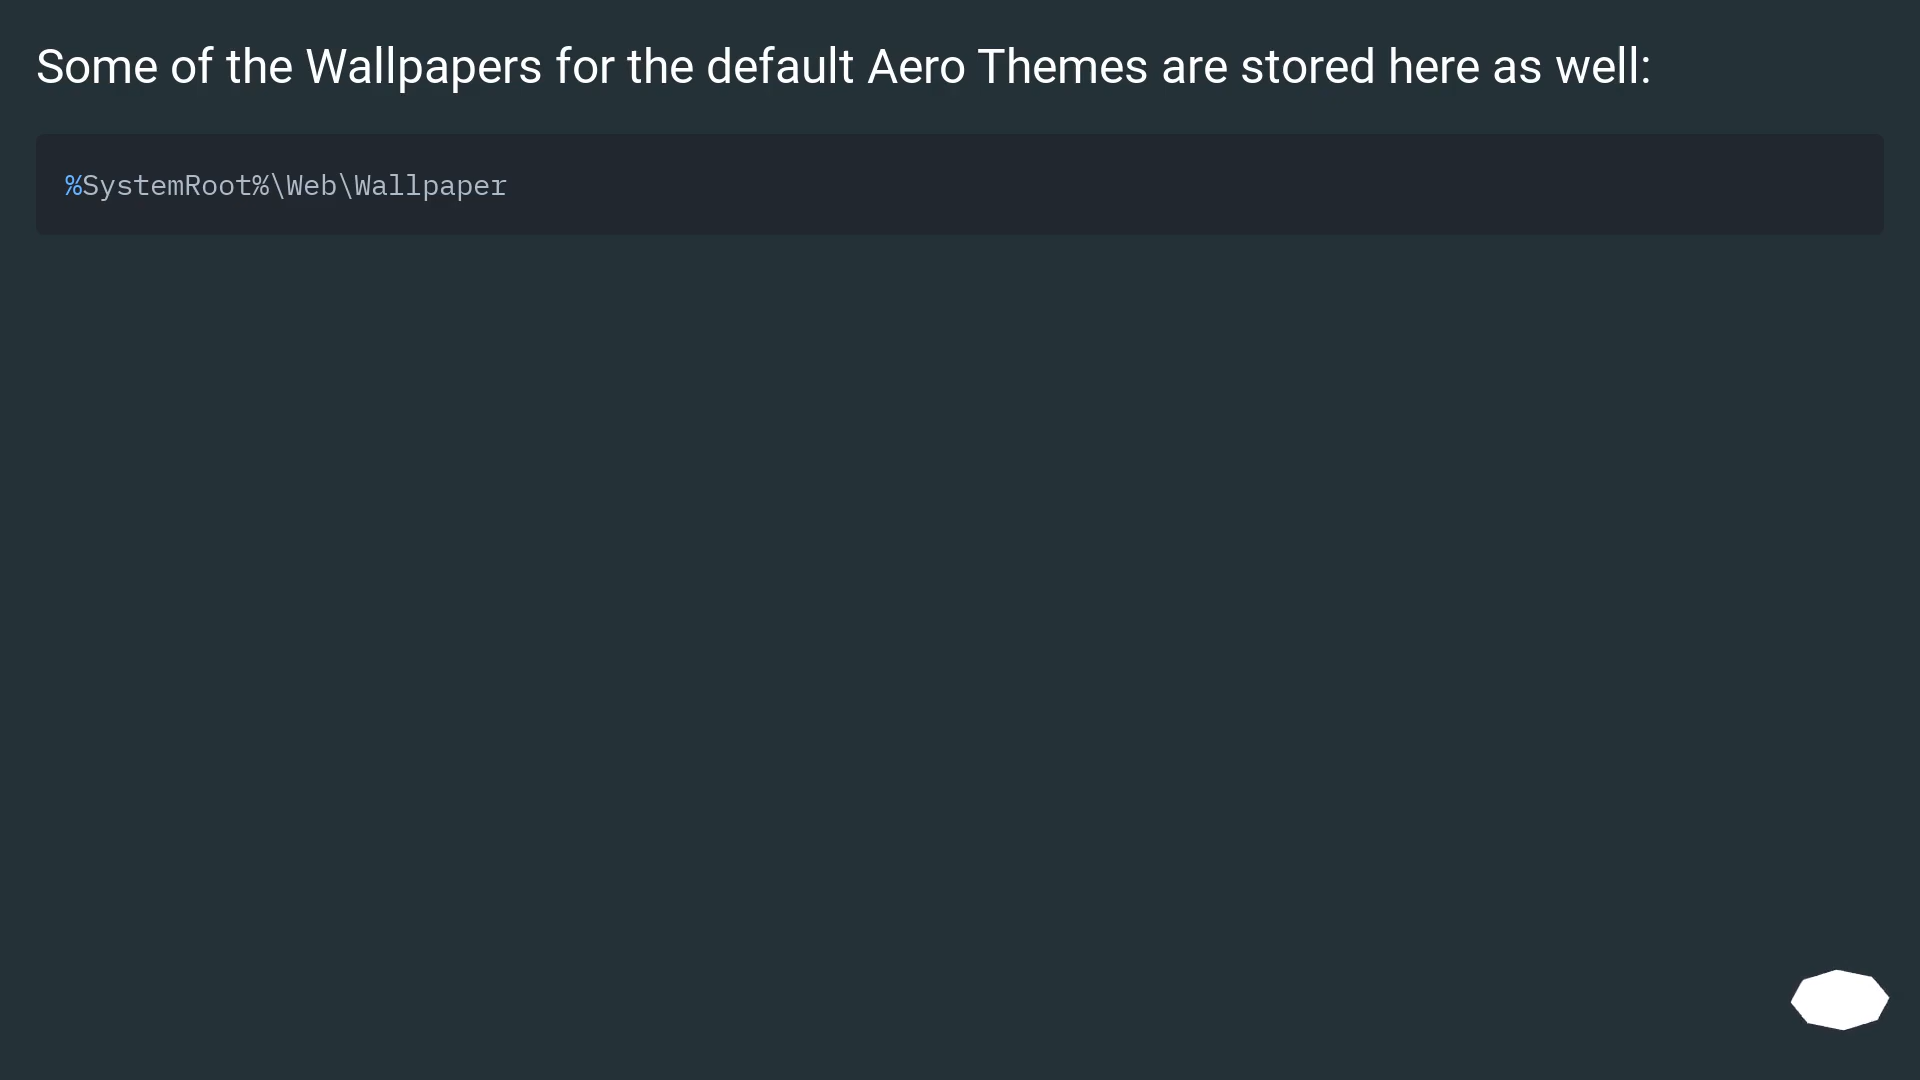 Some of the Wallpapers for the default Aero Themes are stored here as well:
%SystemRoot%\Web\Wallpaper